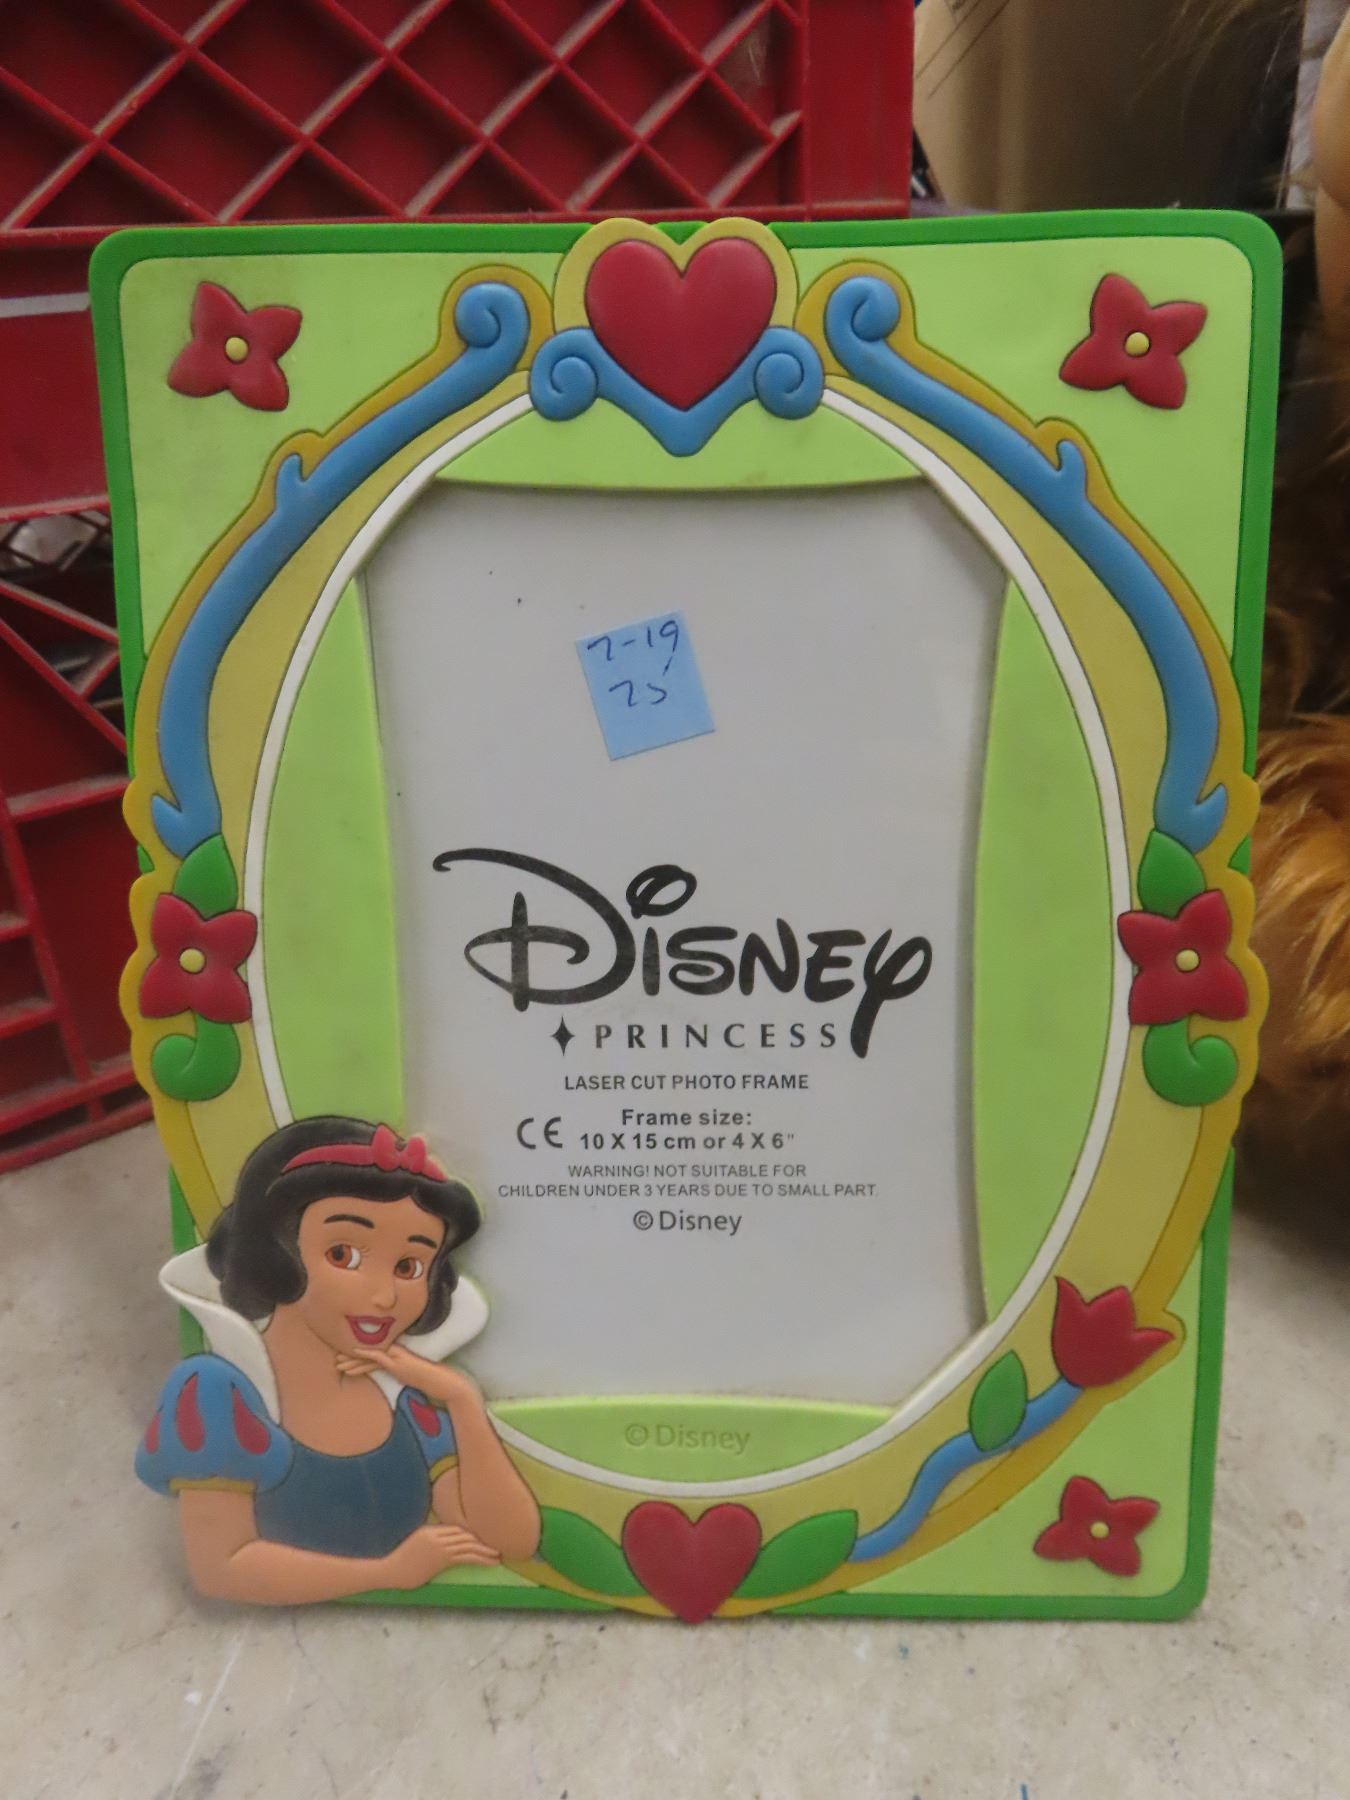 7-19
75
Disney
PRINCESS
LASER CUT PHOTO FRAME
CE
Frame size:
10 X 15 cm or 4 X 6"
WARNING! NOT SUITABLE FOR
CHILDREN UNDER 3 YEARS DUE TO SMALL PART.
© Disney
© Disney